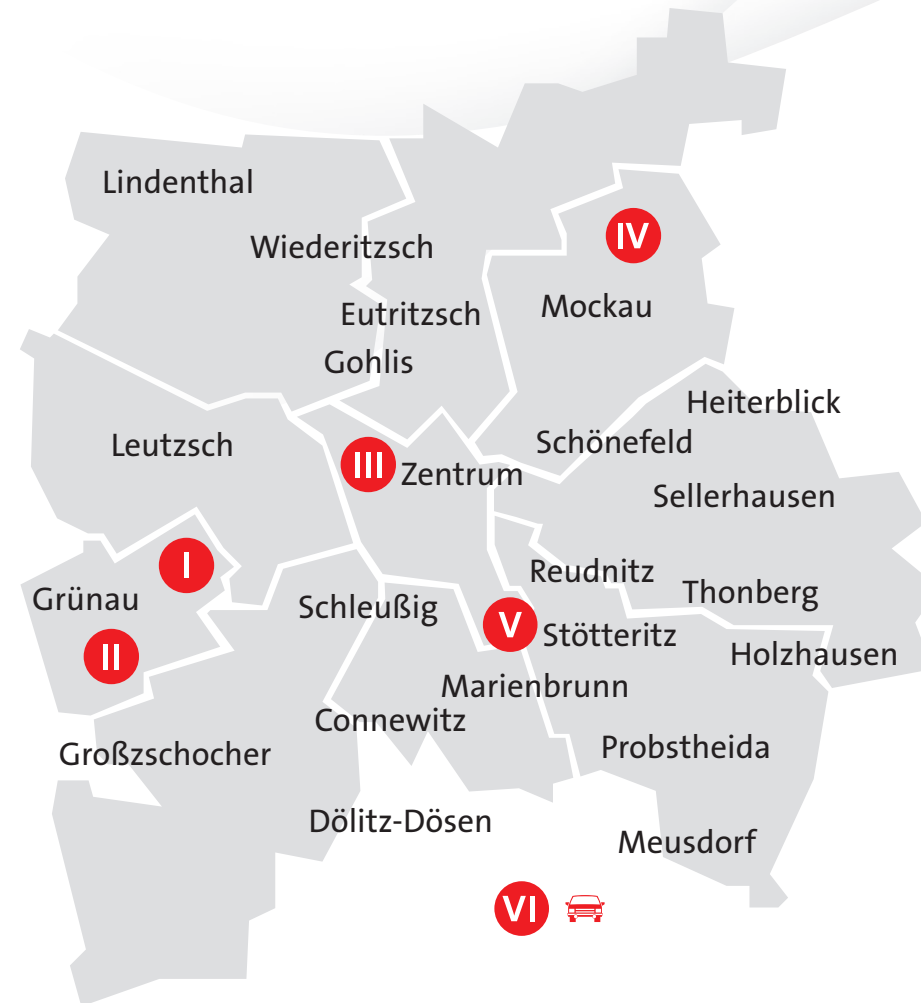 Lindenthal
IV
Wiederitzsch
Mockau
Eutritzsch
Gohlis
Heiterblick
Leutzsch
Schönefeld
III Zentrum
Sellerhausen
I
Reudnitz
Grünau
Thonberg
Schleußig
V Stötteritz
II
Holzhausen
Marienbrunn
Connewitz
Probstheida
Großzschocher
Dölitz-Dösen
Meusdorf
VI